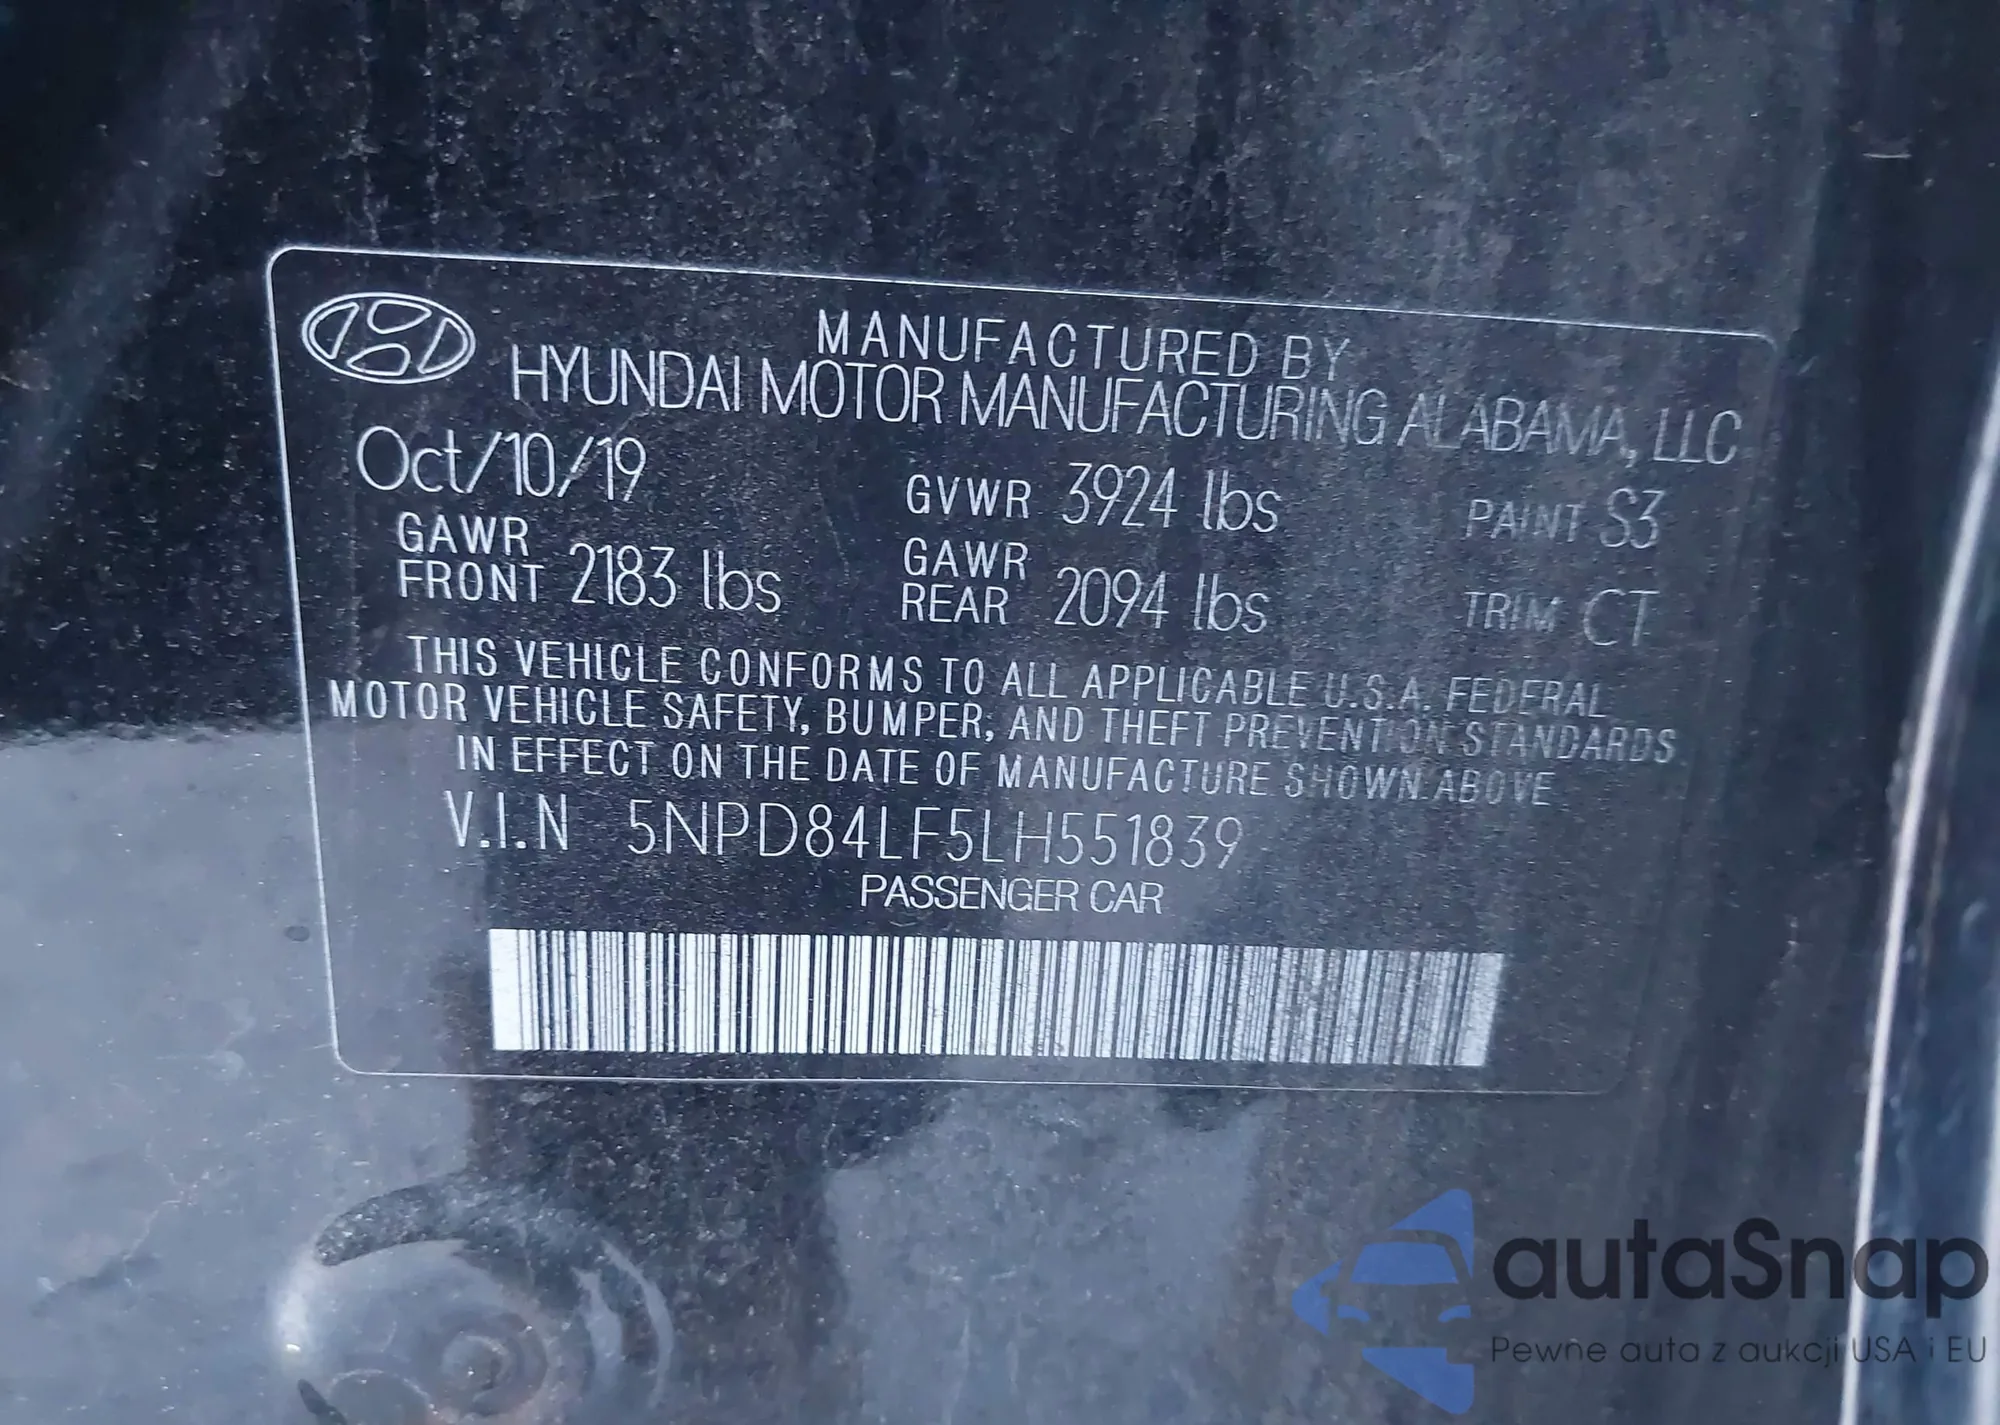 MANUFACTURED BY
HYUNDAI MOTOR MANUFACTURING ALABAMA, LLC
Oct/10/19
GVWR 3924 lbs
PAINT S3
GAWR
FRONT 2183 lbs
GAWR
REAR 2094 lbs
TRIM CT
THIS VEHICLE CONFORMS TO ALL APPLICABLE U.S.A. FEDERAL
MOTOR VEHICLE SAFETY, BUMPER, AND THEFT PREVENTION STANDARDS
IN EFFECT ON THE DATE OF MANUFACTURE SHOWN ABOVE
V.I.N 5NPD84LF5LH551839
PASSENGER CAR
autaSnap
Pewne auta z aukcji USA i EU